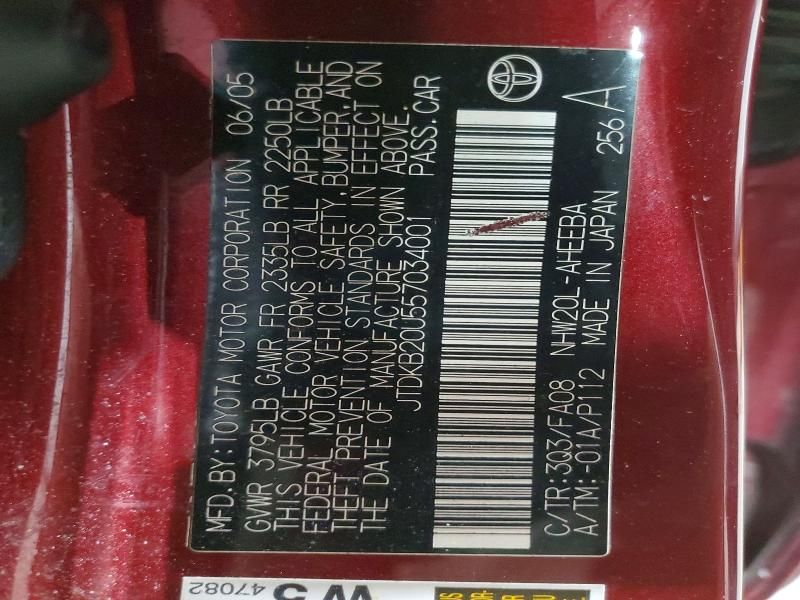 MFD. BY: TOYOTA MOTOR CORPORATION 06/05
GVWR 3795LB GAWR FR 2335LB RR 2250LB
THIS VEHICLE CONFORMS TO ALL APPLICABLE
FEDERAL MOTOR VEHICLE SAFETY, BUMPER, AND
THEFT PREVENTION STANDARDS IN EFFECT ON
THE DATE OF MANUFACTURE SHOWN ABOVE.
JTDKB20U557034001 PASS. CAR
C/TR: 3Q3/FA08 NHW20L-AHEEBA
A/TM: -01A/P112 MADE IN JAPAN 256 A
W5
47082